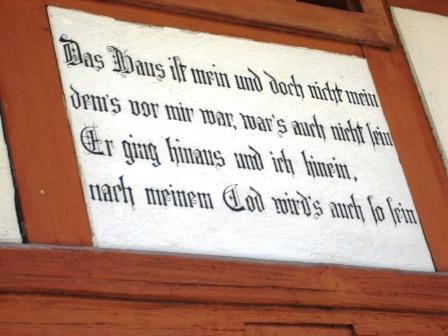 Das Haus ist mein und doch nicht mein
dem's vor mir war, war's auch nicht sein
Er ging hinaus und ich hinein,
nach meinem Tod wird's auch so sein